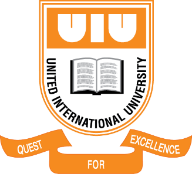 UIU
UNITED INTERNATIONAL UNIVERSITY
QUEST
FOR
EXCELLENCE